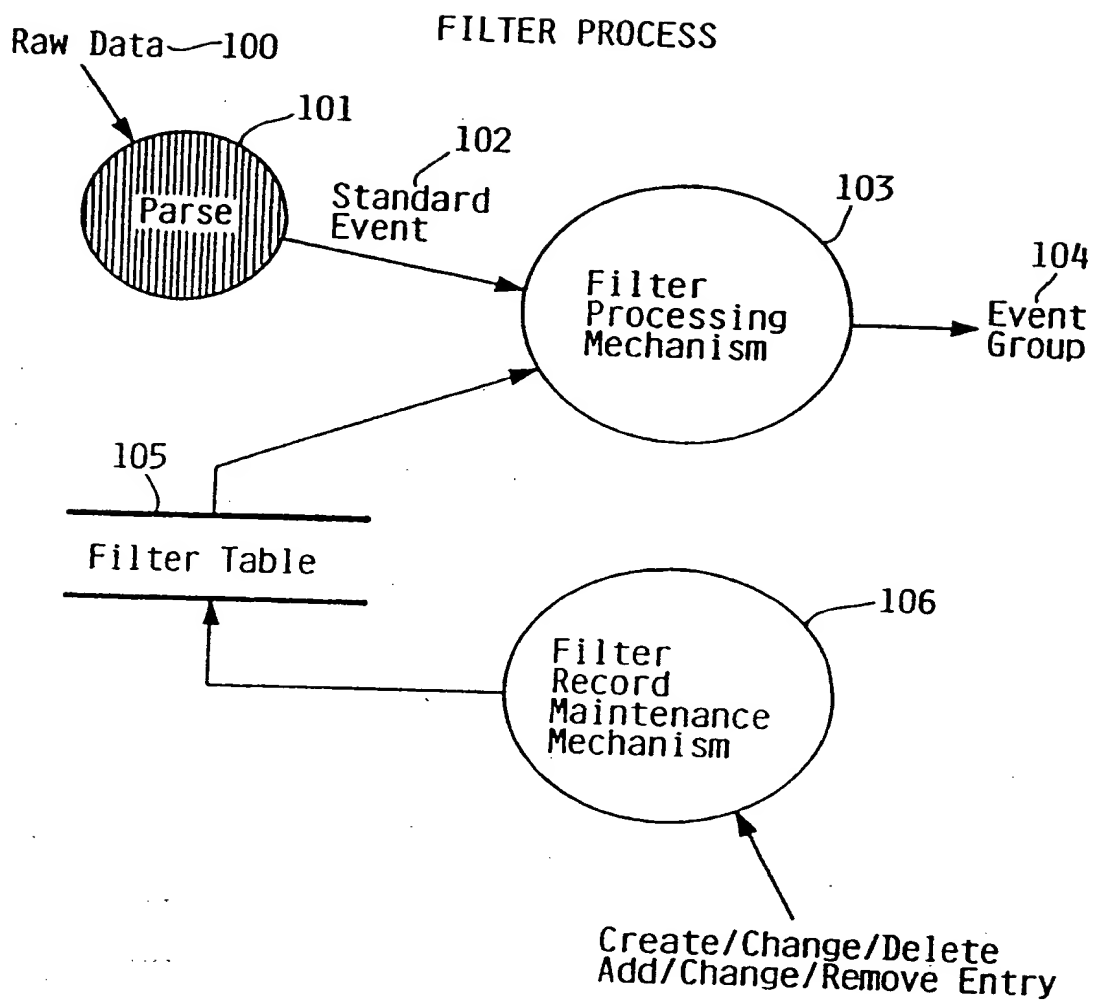 FILTER PROCESS
Raw Data 100
101
Parse
102
Standard
Event
103
Filter
Processing
Mechanism
104
Event
Group
105
Filter Table
106
Filter
Record
Maintenance
Mechanism
Create/Change/Delete
Add/Change/Remove Entry